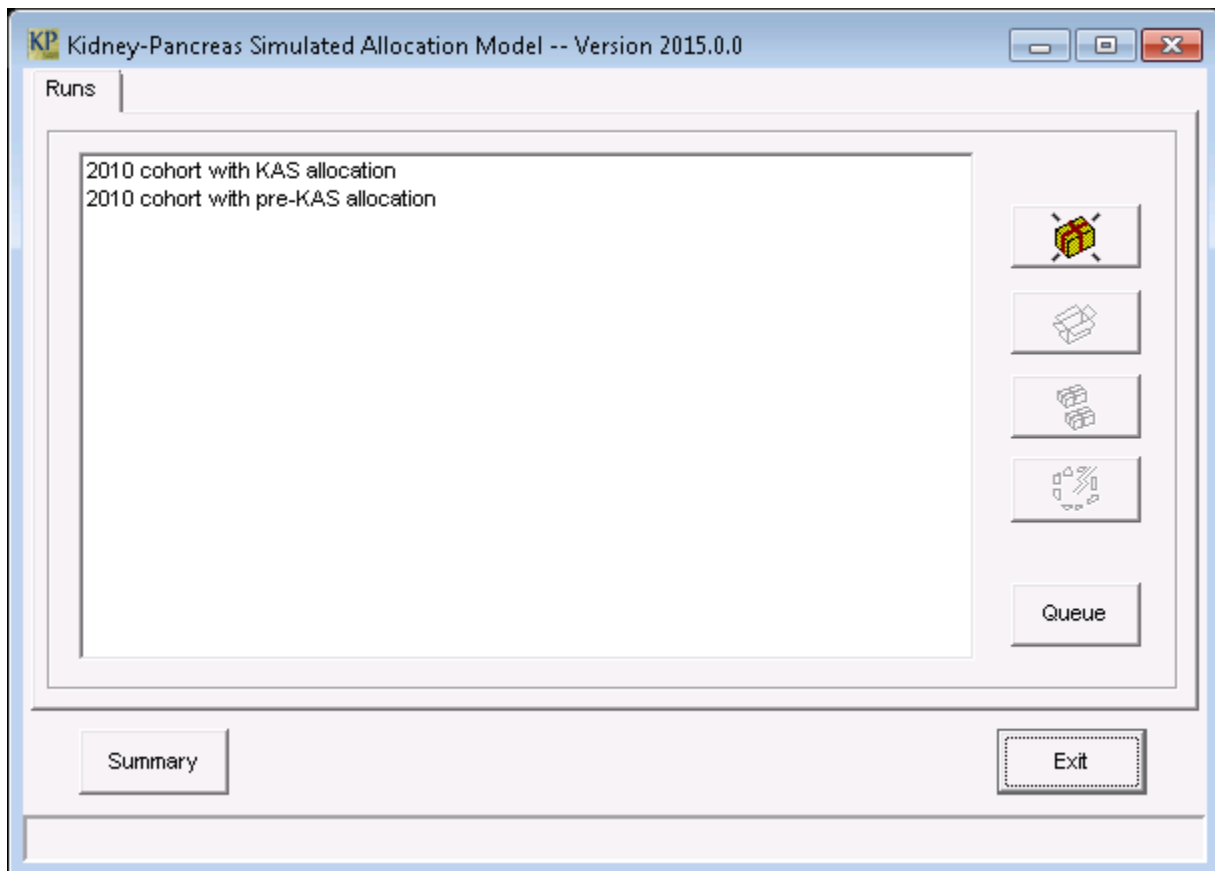 KP Kidney-Pancreas Simulated Allocation Model -- Version 2015.0.0
Runs
2010 cohort with KAS allocation
2010 cohort with pre-KAS allocation
Queue
Summary
Exit